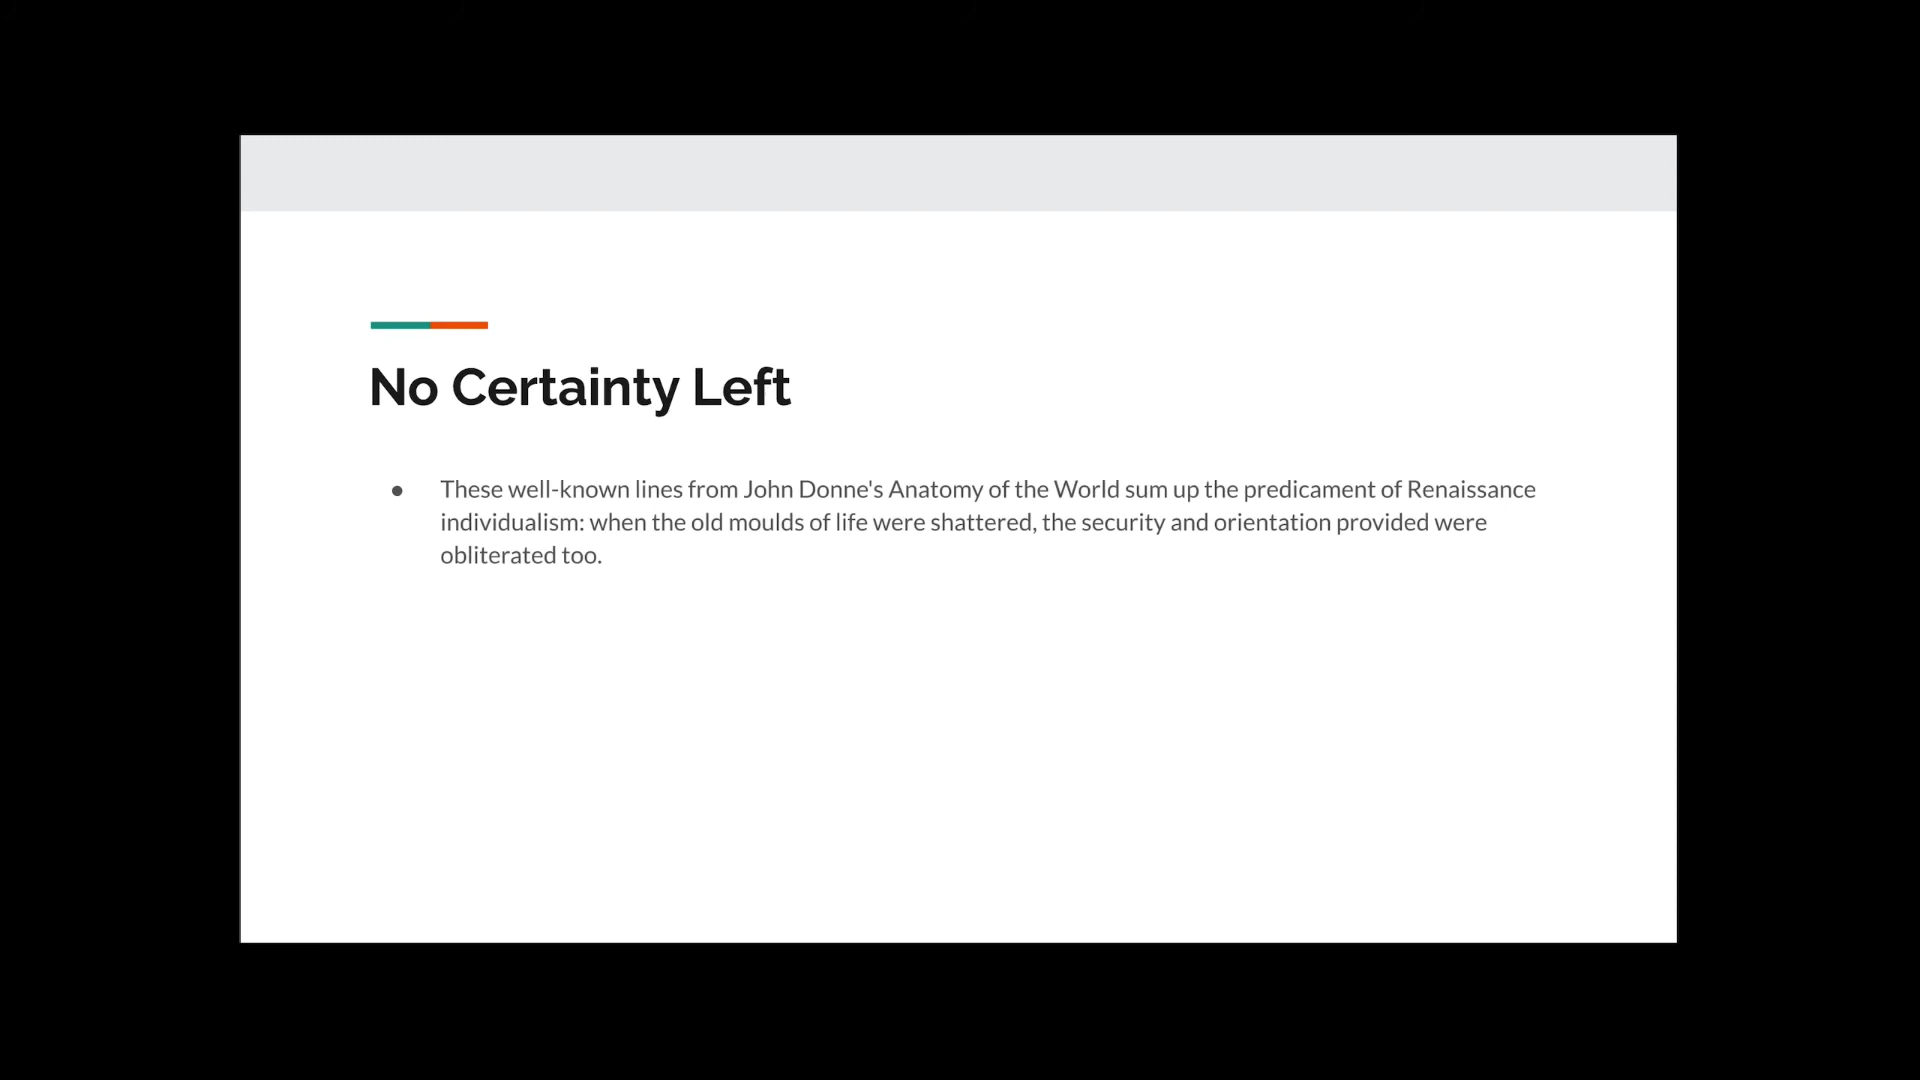 No Certainty Left
● These well-known lines from John Donne's Anatomy of the World sum up the predicament of Renaissance
individualism: when the old moulds of life were shattered, the security and orientation provided were
obliterated too.